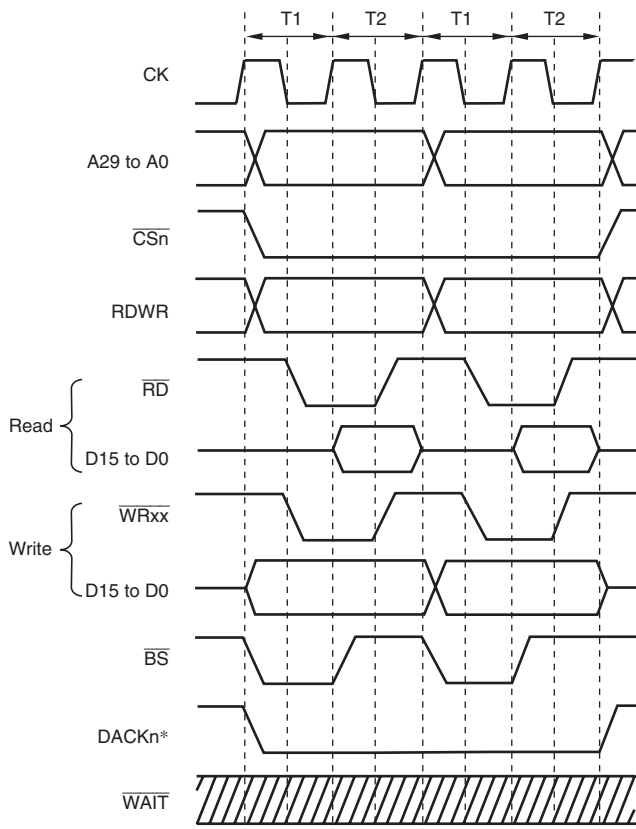 T1 T2 T1 T2
CK
A29 to A0
CSn
RDWR
RD
Read
D15 to D0
WRxx
Write
D15 to D0
BS
DACKn*
WAIT